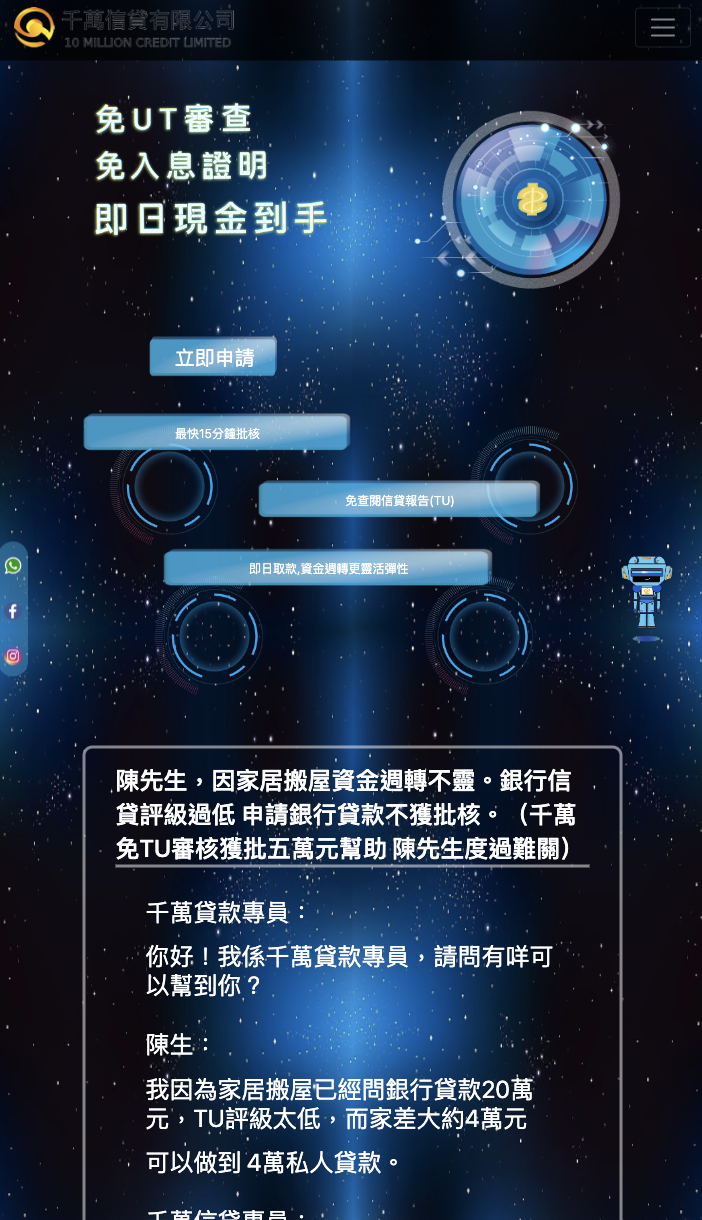 千萬信貸有限公司
10 MILLION CREDIT LIMITED
免UT審查
免入息證明
即日現金到手
立即申請
最快15分鐘批核
免查閱信貸報告(TU)
即日取款,資金週轉更靈活彈性
陳先生，因家居搬屋資金週轉不靈。銀行信
貸評級過低 申請銀行貸款不獲批核。（千萬
免TU審核獲批五萬元幫助 陳先生度過難關）
千萬貸款專員：
你好！我係千萬貸款專員，請問有咩可
以幫到你？
陳生：
我因為家居搬屋已經問銀行貸款20萬
元，TU評級太低，而家差大約4萬元
可以做到 4萬私人貸款。
千萬信貸專員：